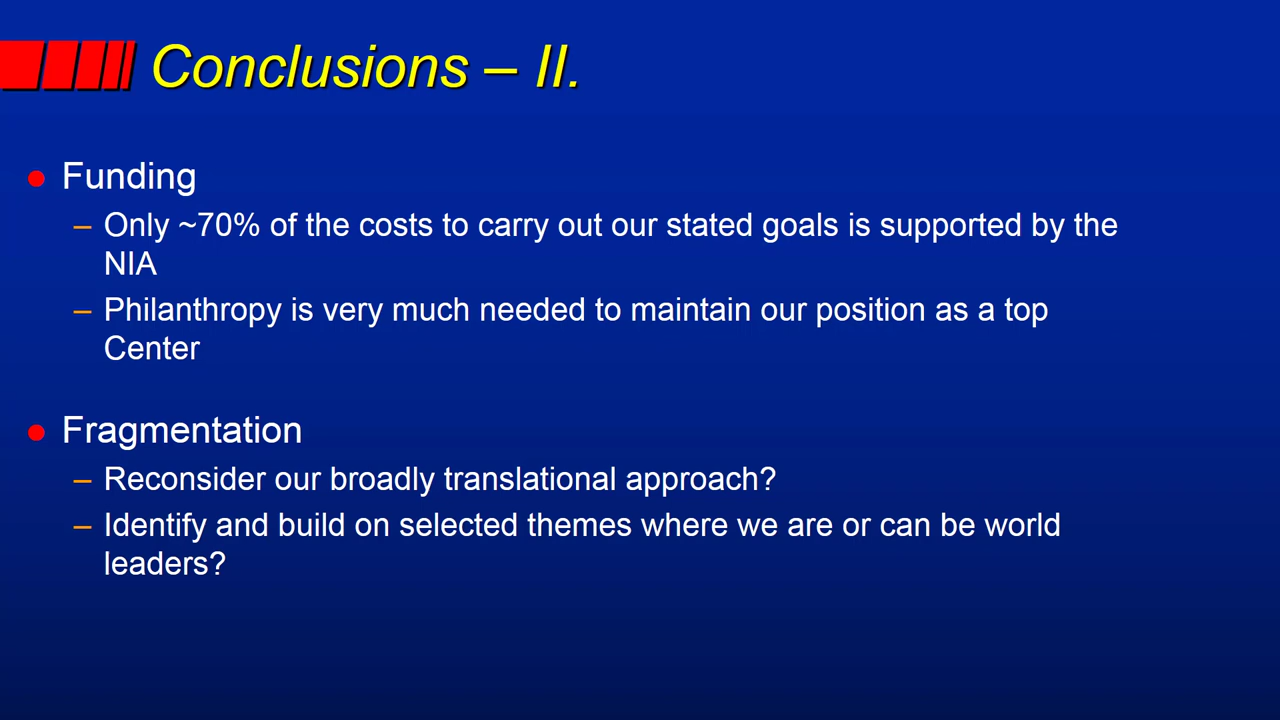 Conclusions – II.
● Funding
– Only ~70% of the costs to carry out our stated goals is supported by the
NIA
– Philanthropy is very much needed to maintain our position as a top
Center
● Fragmentation
– Reconsider our broadly translational approach?
– Identify and build on selected themes where we are or can be world
leaders?